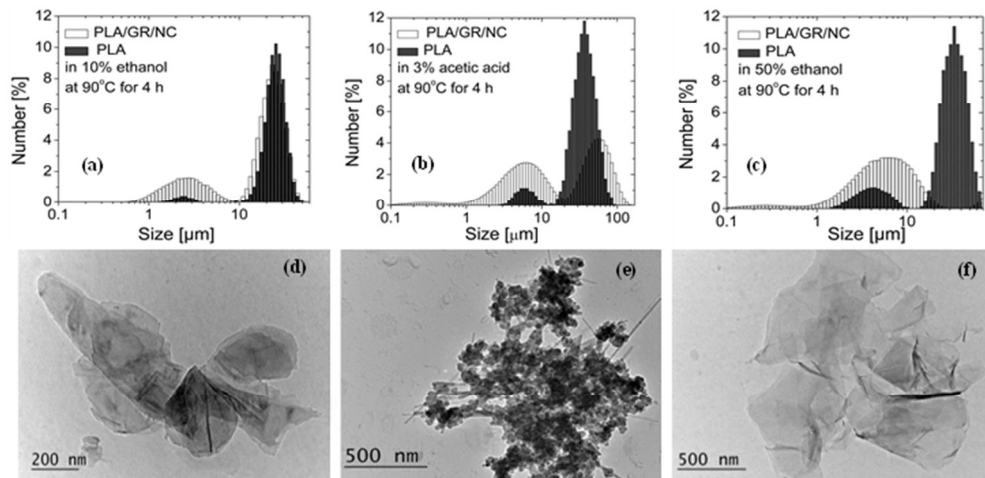 12
10
8
6
4
2
0
Number [%]
PLA/GR/NC
PLA
in 10% ethanol
at 90°C for 4 h
(a)
0.1 1 10
Size [µm]
12
10
8
6
4
2
0
Number [%]
PLA/GR/NC
PLA
in 3% acetic acid
at 90°C for 4 h
(b)
0.1 1 10 100
Size [µm]
12
10
8
6
4
2
0
Number [%]
PLA/GR/NC
PLA
in 50% ethanol
at 90°C for 4 h
(c)
0.1 1 10
Size [µm]
(d)
200 nm
(e)
500 nm
(f)
500 nm